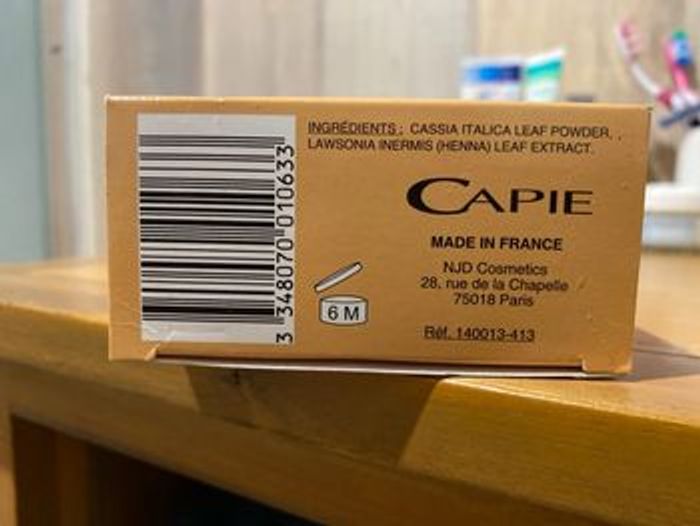 INGRÉDIENTS : CASSIA ITALICA LEAF POWDER, ,
LAWSONIA INERMIS (HENNA) LEAF EXTRACT.
CAPIE
MADE IN FRANCE
NJD Cosmetics
28, rue de la Chapelle
75018 Paris
Réf. 140013-413
6 M
3 348070 010633